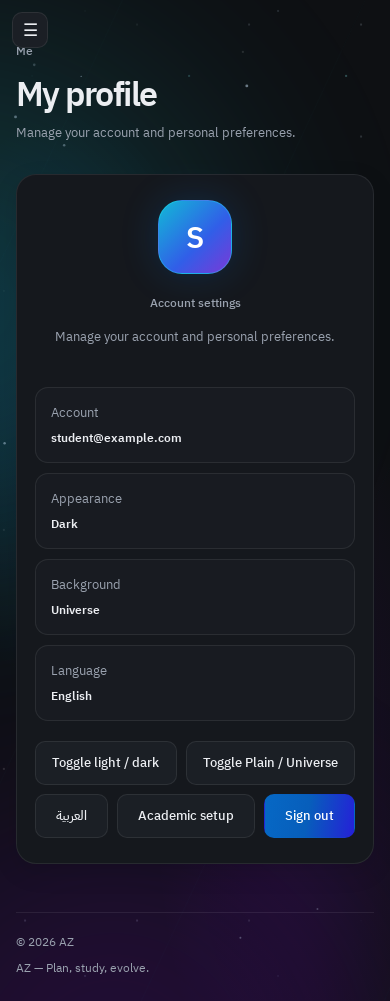 ☰
Me
My profile
Manage your account and personal preferences.
S
Account settings
Manage your account and personal preferences.
Account
student@example.com
Appearance
Dark
Background
Universe
Language
English
Toggle light / dark
Toggle Plain / Universe
العربية
Academic setup
Sign out
© 2026 AZ
AZ — Plan, study, evolve.